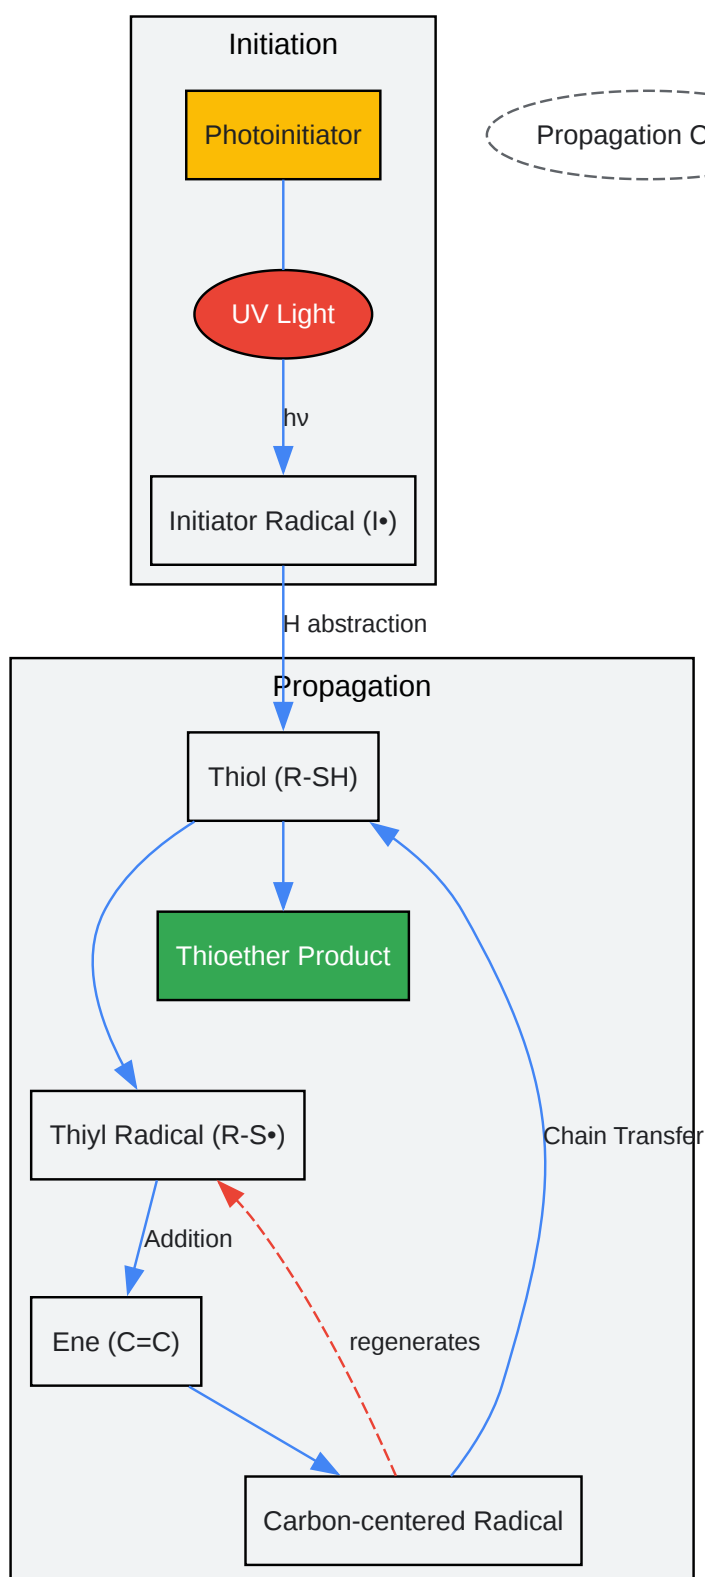 Initiation
Photoinitiator
Propagation C
UV Light
hν
Initiator Radical (I•)
H abstraction
Propagation
Thiol (R-SH)
Thioether Product
Thiyl Radical (R-S•)
Chain Transfer
Addition
Ene (C=C)
regenerates
Carbon-centered Radical